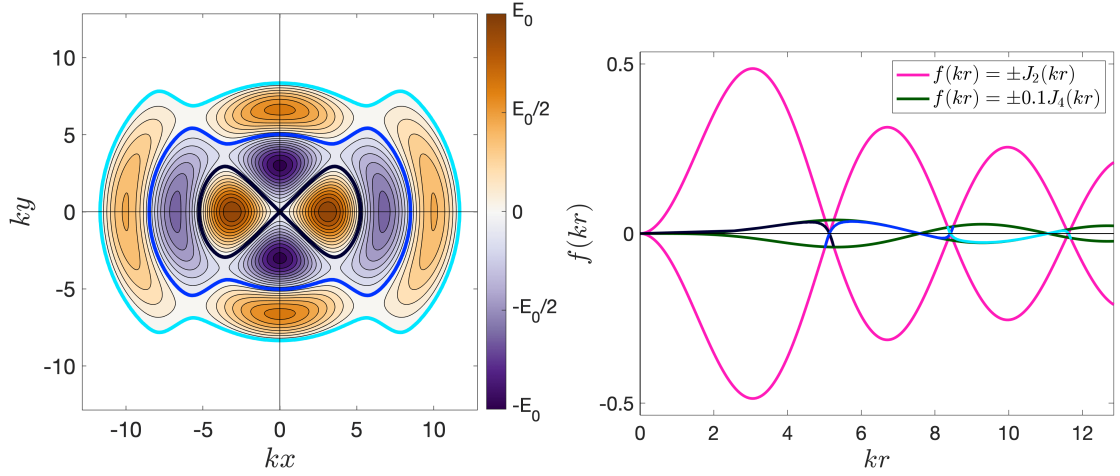 10
5
0
-5
-10
ky
-10
-5
0
5
10
kx
E₀
E₀/2
0
-E₀/2
-E₀
0.5
0
-0.5
f(kr)
f(kr) = ±J₂(kr)
f(kr) = ±0.1J₄(kr)
0
2
4
6
8
10
12
kr